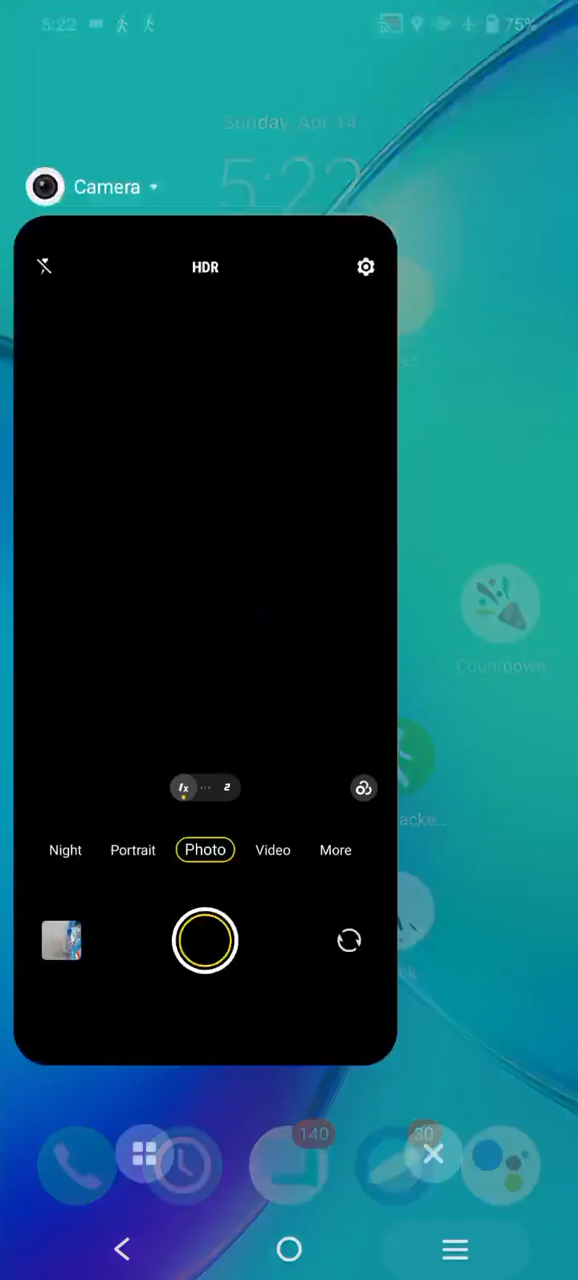 5:22
75%
Sunday, Apr 14
5:22
Camera
HDR
1x
2
Countdown
acke...
Night
Portrait
Photo
Video
More
140
30